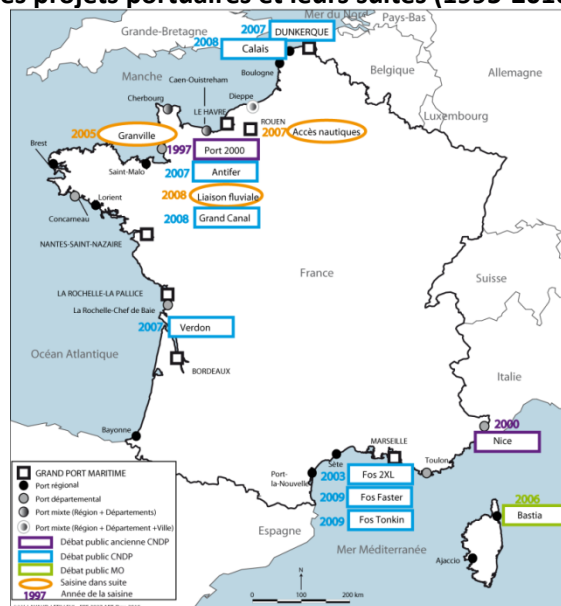 es projets portuaires et leurs suites (1995-2010
Mer du Nord
Pays-Bas
Grande-Bretagne
2007
DUNKERQUE
2008
Calais
Boulogne
Belgique
Allemagne
Manche
Caen-Ouistreham
Cherbourg
Dieppe
LE HAVRE
ROUEN
Luxembourg
2005
Granville
2007
Accès nautiques
1997
Port 2000
Brest
Saint-Malo
2007
Antifer
Lorient
2008
Liaison fluviale
Concarneau
2008
Grand Canal
NANTES-SAINT-NAZAIRE
France
Suisse
LA ROCHELLE-LA PALLICE
La Rochelle-Chef de Baie
2007
Verdon
Océan Atlantique
BORDEAUX
Italie
Bayonne
2000
Nice
MARSEILLE
Sète
Toulon
Port-
la-Nouvelle
2003
Fos 2XL
2009
Fos Faster
2009
Fos Tonkin
2006
Bastia
Espagne
Mer Méditerranée
Ajaccio
N
0
100
200 km
GRAND PORT MARITIME
Port régional
Port départemental
Port mixte (Région + Départements)
Port mixte (Région + Département +Ville)
Débat public ancienne CNDP
Débat public CNDP
Débat public MO
Saisine dans suite
1997 Année de la saisine